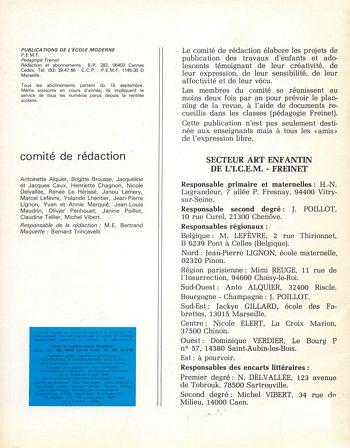 PUBLICATIONS DE L'ÉCOLE MODERNE
P.E.M.F.
Pédagogie Freinet
Rédaction et abonnements : B.P. 282, 06403 Cannes
Cedex, Tél. (93) 39.47.66 - C.C.P. : P.E.M.F. 1145-30 D
Marseille.
Tous les abonnements partent du 15 septembre.
Même souscrits en cours d'année, ils impliquent le
service de tous les numéros parus depuis la rentrée
scolaire.
comité de rédaction
Antoinette Alquier, Brigitte Brousse, Jacqueline
et Jacques Caux, Henriette Chagnon, Nicole
Delvallée, Renée Le Hérissé, Janou Lèmery,
Marcel Lefèvre, Yolande Lhéritier, Jean-Pierre
Lignon, Yvan et Annie Marquié, Jean-Louis
Maudrin, Olivier Penhouet, Janine Poillot,
Claudie Tellier, Michel Vibert.
Responsable de la rédaction : M.E. Bertrand
Maquette : Bernard Trincavelli
Le comité de rédaction élabore les projets de
publication des travaux d'enfants et ado-
lescents témoignant de leur créativité, de
leur expression, de leur sensibilité, de leur
affectivité et de leur vécu.
Les membres du comité se réunissent au
moins deux fois par an pour prévoir le plan-
ning de la revue, à l'aide de documents re-
cueillis dans les classes (pédagogie Freinet).
Cette publication n'est pas seulement desti-
née aux enseignants mais à tous les «amis»
de l'expression libre.
SECTEUR ART ENFANTIN
DE L'I.C.E.M. - FREINET
Responsable primaire et maternelles : H.-N.
Lagrandeur, 7 allée P. Fresnay, 94400 Vitry-
sur-Seine.
Responsable second degré : J. POILLOT,
10 rue Curel, 21300 Chenôve.
Responsables régionaux :
Belgique : M. LEFÈVRE, 2 rue Thirionnet,
B 6239 Pont à Celles (Belgique).
Nord : Jean-Pierre LIGNON, école maternelle,
02320 Pinon.
Région parisienne : Mimi REUGE, 11 rue de
l'Insurrection, 94600 Choisy-le-Roi.
Sud-Ouest : Anto ALQUIER, 32400 Riscle.
Bourgogne - Champagne : J. POILLOT.
Sud-Est : Jackye GILLARD, école des Fa-
brettes, 13015 Marseille.
Centre : Nicole ELERT, La Croix Marion,
37500 Chinon.
Ouest : Dominique VERDIER, Le Bourg P
n° 57, 14380 Saint-Aubin-les-Bois.
Est : à pourvoir.
Responsables des encarts littéraires :
Premier degré : N. DELVALLÉE, 123 avenue
de Tobrouk, 78500 Sartrouville.
Second degré : Michel VIBERT, 34 rue du
Milieu, 14000 Caen.